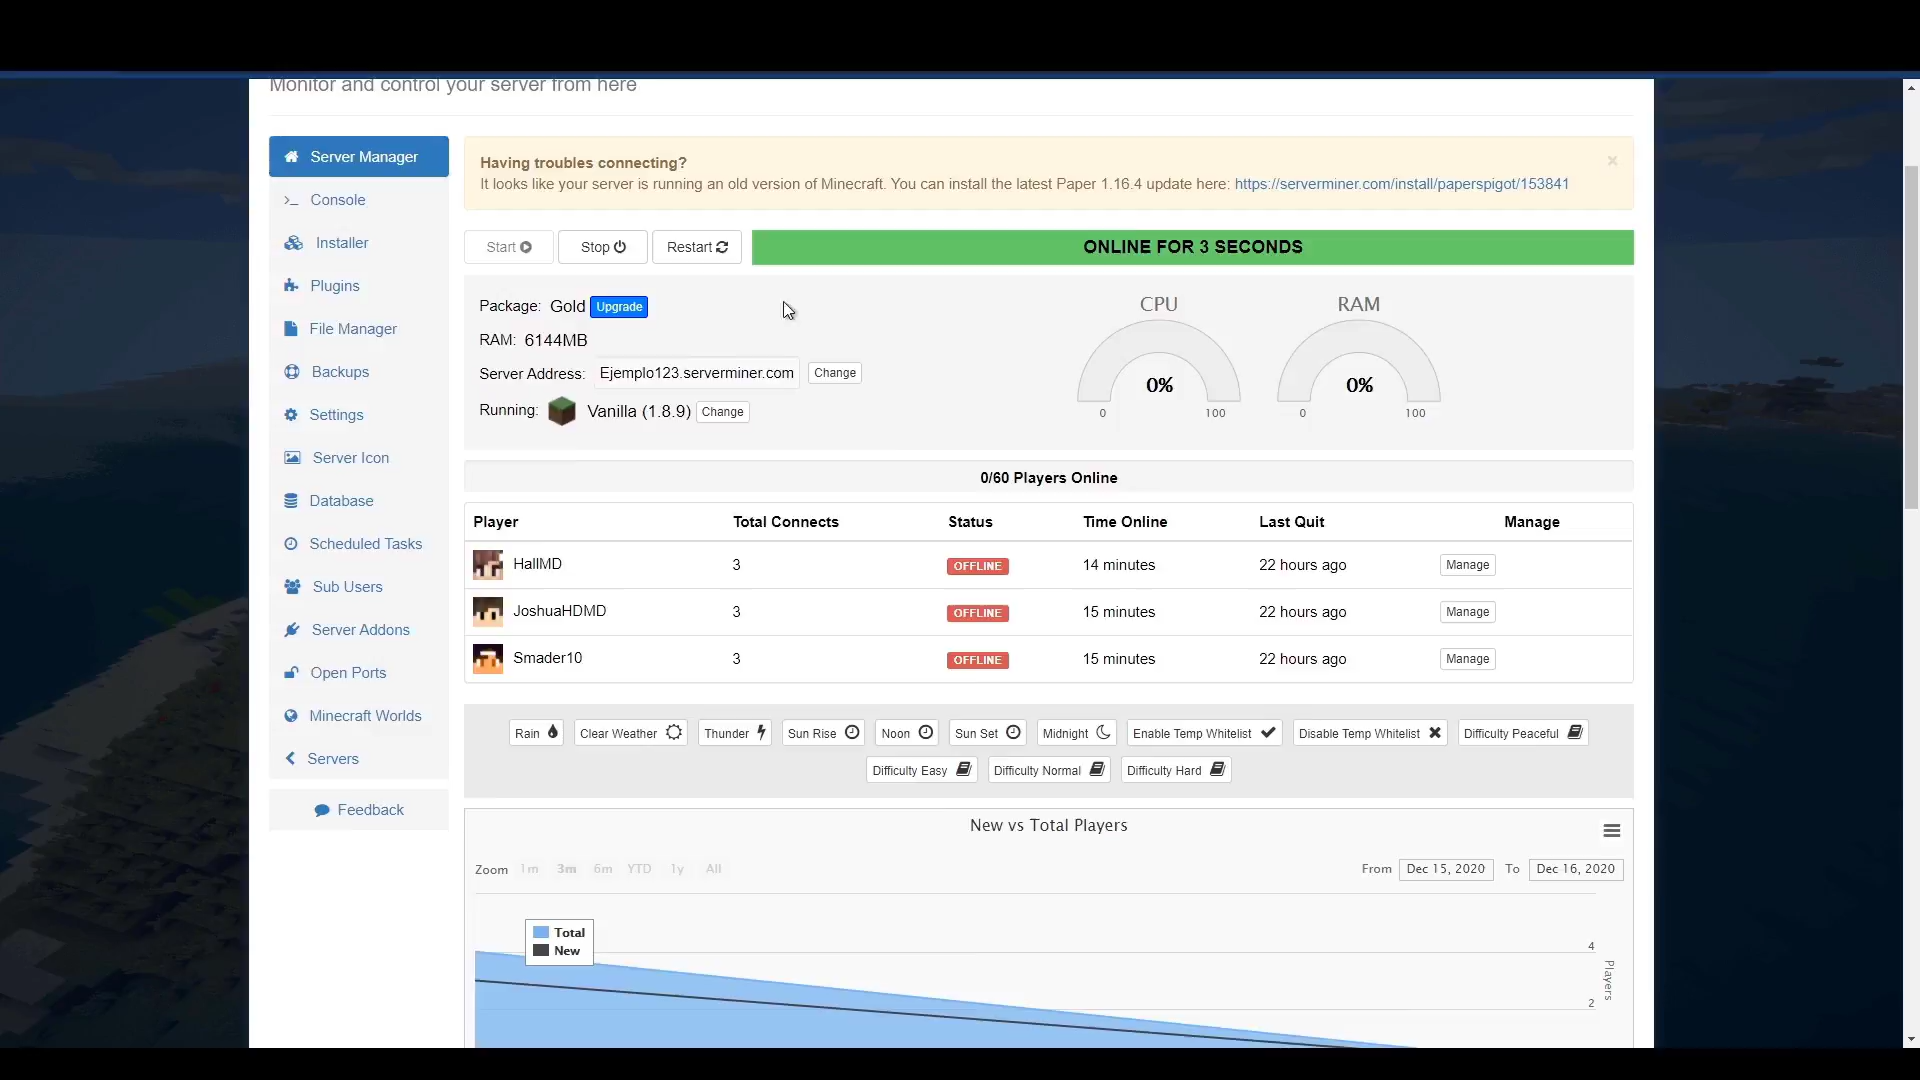 Monitor and control your server from here
Server Manager
Console
Installer
Plugins
File Manager
Backups
Settings
Server Icon
Database
Scheduled Tasks
Sub Users
Server Addons
Open Ports
Minecraft Worlds
Servers
Feedback
Having troubles connecting? ×
It looks like your server is running an old version of Minecraft. You can install the latest Paper 1.16.4 update here: https://serverminer.com/install/paperspigot/153841
Start Stop Restart ONLINE FOR 3 SECONDS
Package: Gold Upgrade
RAM: 6144MB
Server Address: Ejemplo123.serverminer.com Change
Running: Vanilla (1.8.9) Change
CPU RAM
0% 0%
0 100 0 100
0/60 Players Online
Player Total Connects Status Time Online Last Quit Manage
HallMD 3 OFFLINE 14 minutes 22 hours ago Manage
JoshuaHDMD 3 OFFLINE 15 minutes 22 hours ago Manage
Smader10 3 OFFLINE 15 minutes 22 hours ago Manage
Rain Clear Weather Thunder Sun Rise Noon Sun Set Midnight Enable Temp Whitelist Disable Temp Whitelist Difficulty Peaceful
Difficulty Easy Difficulty Normal Difficulty Hard
New vs Total Players
Zoom 1m 3m 6m YTD 1y All From Dec 15, 2020 To Dec 16, 2020
Total
New
4
Players
2